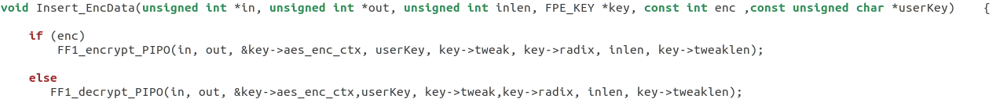 void Insert_EncData(unsigned int *in, unsigned int *out, unsigned int inlen, FPE_KEY *key, const int enc ,const unsigned char *userKey)    {
if (enc)
FF1_encrypt_PIPO(in, out, &key->aes_enc_ctx, userKey, key->tweak, key->radix, inlen, key->tweaklen);
else
FF1_decrypt_PIPO(in, out, &key->aes_enc_ctx,userKey, key->tweak,key->radix, inlen, key->tweaklen);